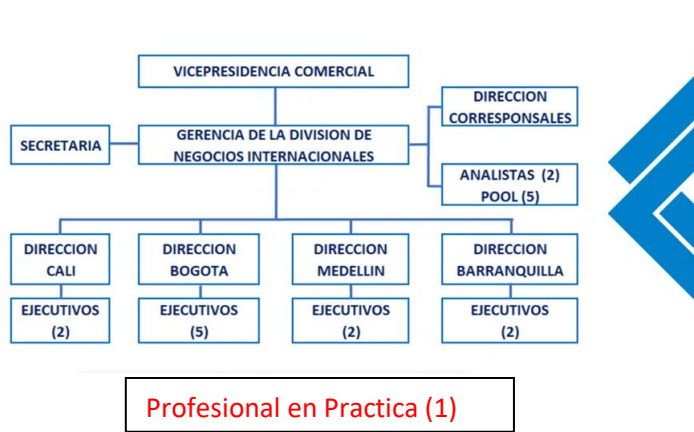 VICEPRESIDENCIA COMERCIAL
DIRECCION
CORRESPONSALES
SECRETARIA
GERENCIA DE LA DIVISION DE
NEGOCIOS INTERNACIONALES
ANALISTAS (2)
POOL (5)
DIRECCION
CALI
DIRECCION
BOGOTA
DIRECCION
MEDELLIN
DIRECCION
BARRANQUILLA
EJECUTIVOS
(2)
EJECUTIVOS
(5)
EJECUTIVOS
(2)
EJECUTIVOS
(2)
Profesional en Practica (1)